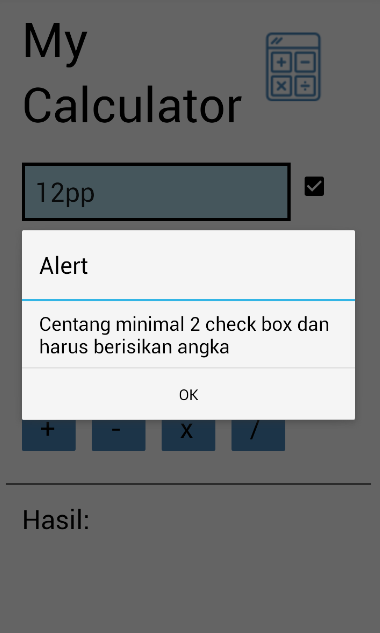 My
Calculator
12pp
Alert
Centang minimal 2 check box dan
harus berisikan angka
OK
+ - x /
Hasil: